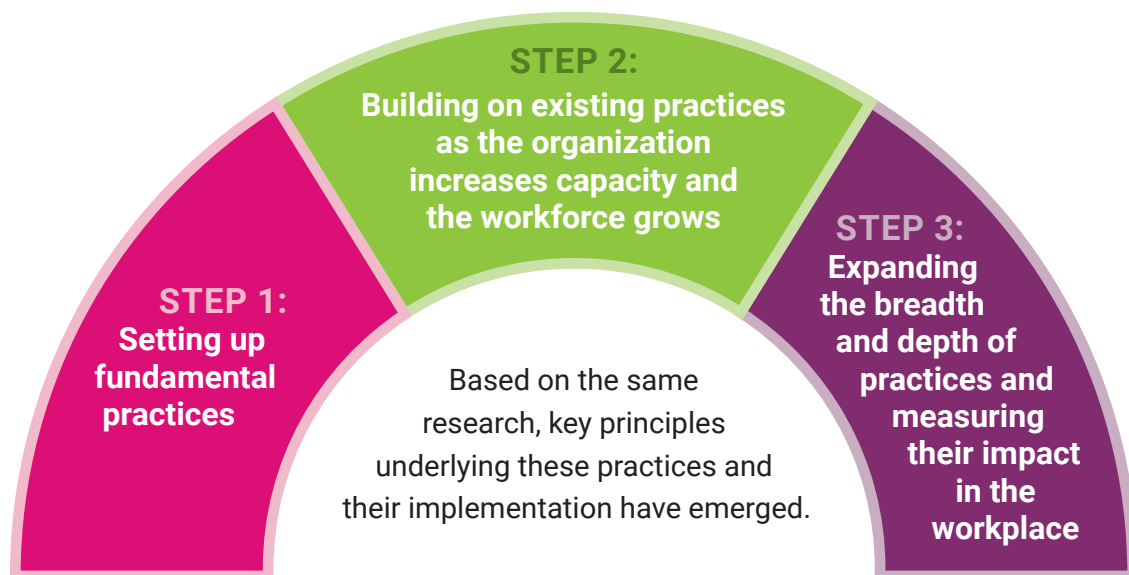 STEP 1:
Setting up
fundamental
practices
STEP 2:
Building on existing practices
as the organization
increases capacity and
the workforce grows
STEP 3:
Expanding
the breadth
and depth of
practices and
measuring
their impact
in the
workplace
Based on the same
research, key principles
underlying these practices and
their implementation have emerged.